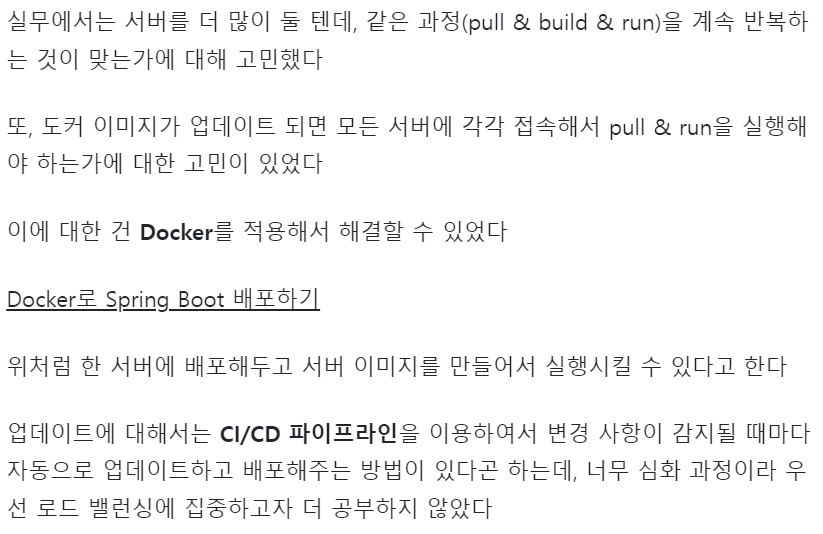 실무에서는 서버를 더 많이 둘 텐데, 같은 과정(pull & build & run)을 계속 반복하
는 것이 맞는가에 대해 고민했다
또, 도커 이미지가 업데이트 되면 모든 서버에 각각 접속해서 pull & run을 실행해
야 하는가에 대한 고민이 있었다
이에 대한 건 Docker를 적용해서 해결할 수 있었다
Docker로 Spring Boot 배포하기
위처럼 한 서버에 배포해두고 서버 이미지를 만들어서 실행시킬 수 있다고 한다
업데이트에 대해서는 CI/CD 파이프라인을 이용하여서 변경 사항이 감지될 때마다
자동으로 업데이트하고 배포해주는 방법이 있다곤 하는데, 너무 심화 과정이라 우
선 로드 밸런싱에 집중하고자 더 공부하지 않았다